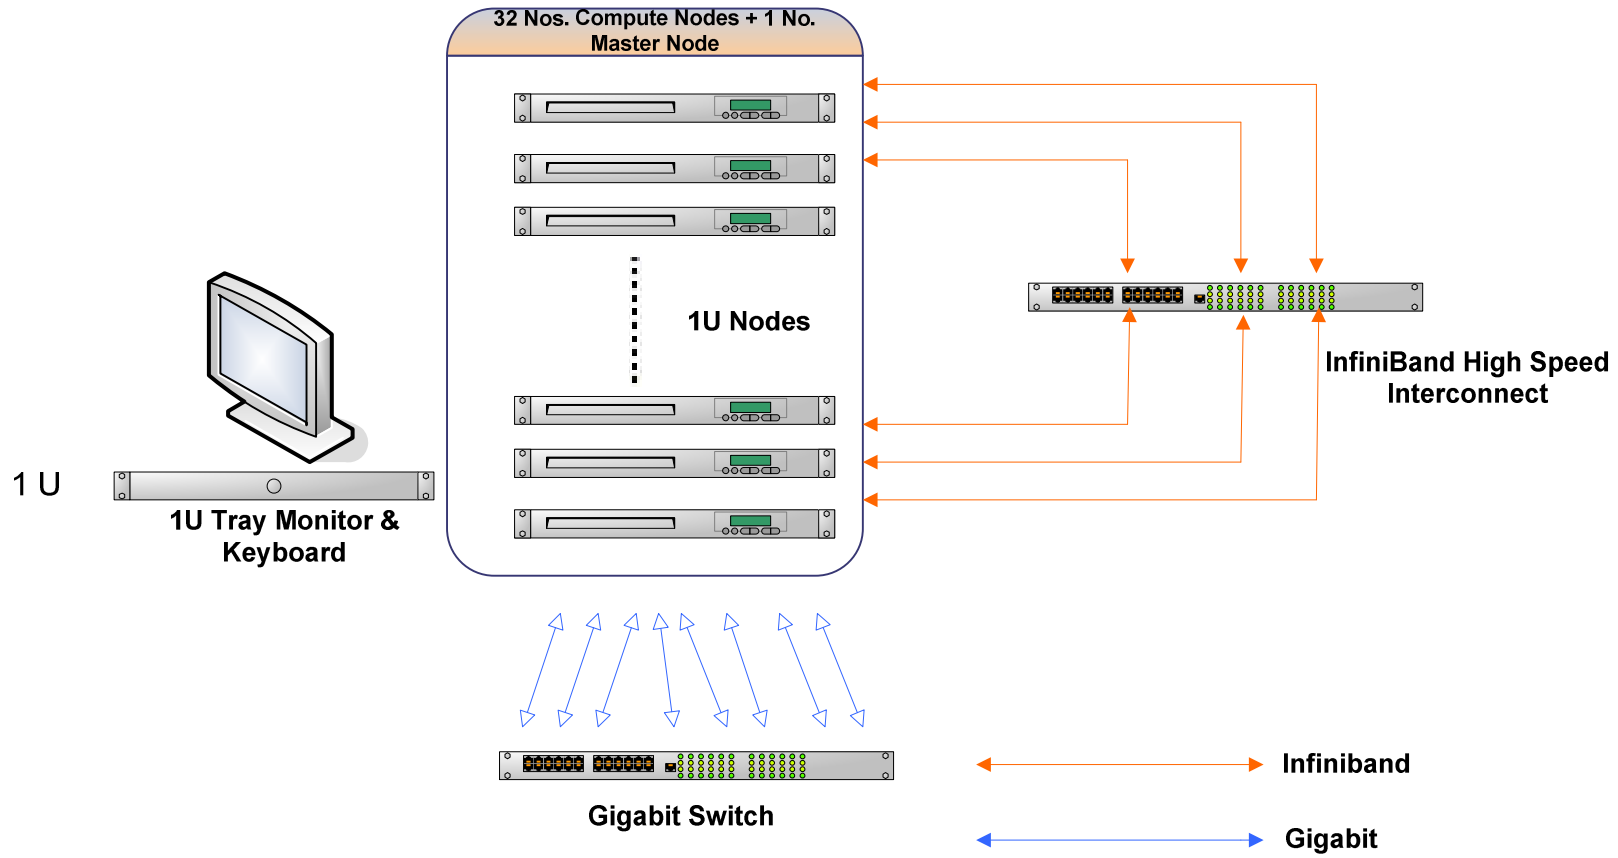 32 Nos. Compute Nodes + 1 No.
Master Node
1U Nodes
InfiniBand High Speed
Interconnect
1 U
1U Tray Monitor &
Keyboard
Gigabit Switch
Infiniband
Gigabit